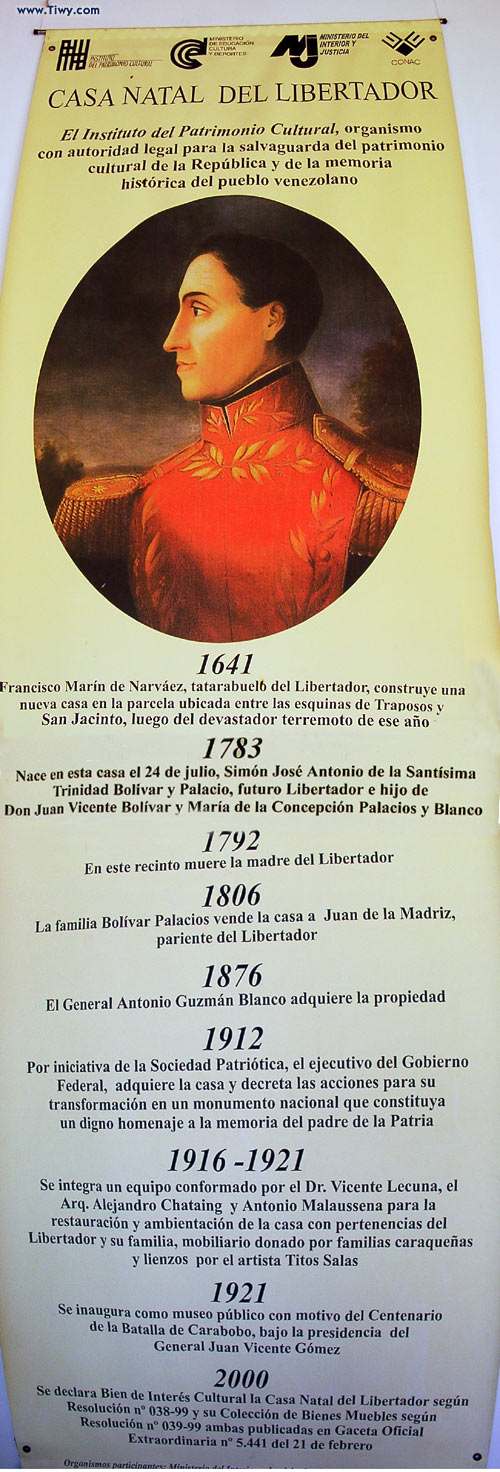 www.Tiwy.com
INSTITUTO
DEL PATRIMONIO CULTURAL
MINISTERIO
DE EDUCACIÓN
CULTURA
Y DEPORTES
MINISTERIO DEL
INTERIOR Y
JUSTICIA
CONAC
CASA NATAL DEL LIBERTADOR
El Instituto del Patrimonio Cultural, organismo
con autoridad legal para la salvaguarda del patrimonio
cultural de la República y de la memoria
histórica del pueblo venezolano
1641
Francisco Marín de Narváez, tatarabueló del Libertador, construye una
nueva casa en la parcela ubicada entre las esquinas de Traposos y
San Jacinto, luego del devastador terremoto de ese año
1783
Nace en esta casa el 24 de julio, Simón José Antonio de la Santísima
Trinidad Bolívar y Palacio, futuro Libertador e hijo de
Don Juan Vicente Bolívar y María de la Concepción Palacios y Blanco
1792
En este recinto muere la madre del Libertador
1806
La familia Bolívar Palacios vende la casa a Juan de la Madriz,
pariente del Libertador
1876
El General Antonio Guzmán Blanco adquiere la propiedad
1912
Por iniciativa de la Sociedad Patriótica, el ejecutivo del Gobierno
Federal, adquiere la casa y decreta las acciones para su
transformación en un monumento nacional que constituya
un digno homenaje a la memoria del padre de la Patria
1916 -1921
Se integra un equipo conformado por el Dr. Vicente Lecuna, el
Arq. Alejandro Chataing y Antonio Malaussena para la
restauración y ambientación de la casa con pertenencias del
Libertador y su familia, mobiliario donado por familias caraqueñas
y lienzos por el artista Titos Salas
1921
Se inaugura como museo público con motivo del Centenario
de la Batalla de Carabobo, bajo la presidencia del
General Juan Vicente Gómez
2000
Se declara Bien de Interés Cultural la Casa Natal del Libertador según
Resolución nº 038-99 y su Colección de Bienes Muebles según
Resolución nº 039-99 ambas publicadas en Gaceta Oficial
Extraordinaria nº 5.441 del 21 de febrero
Organismos participantes: